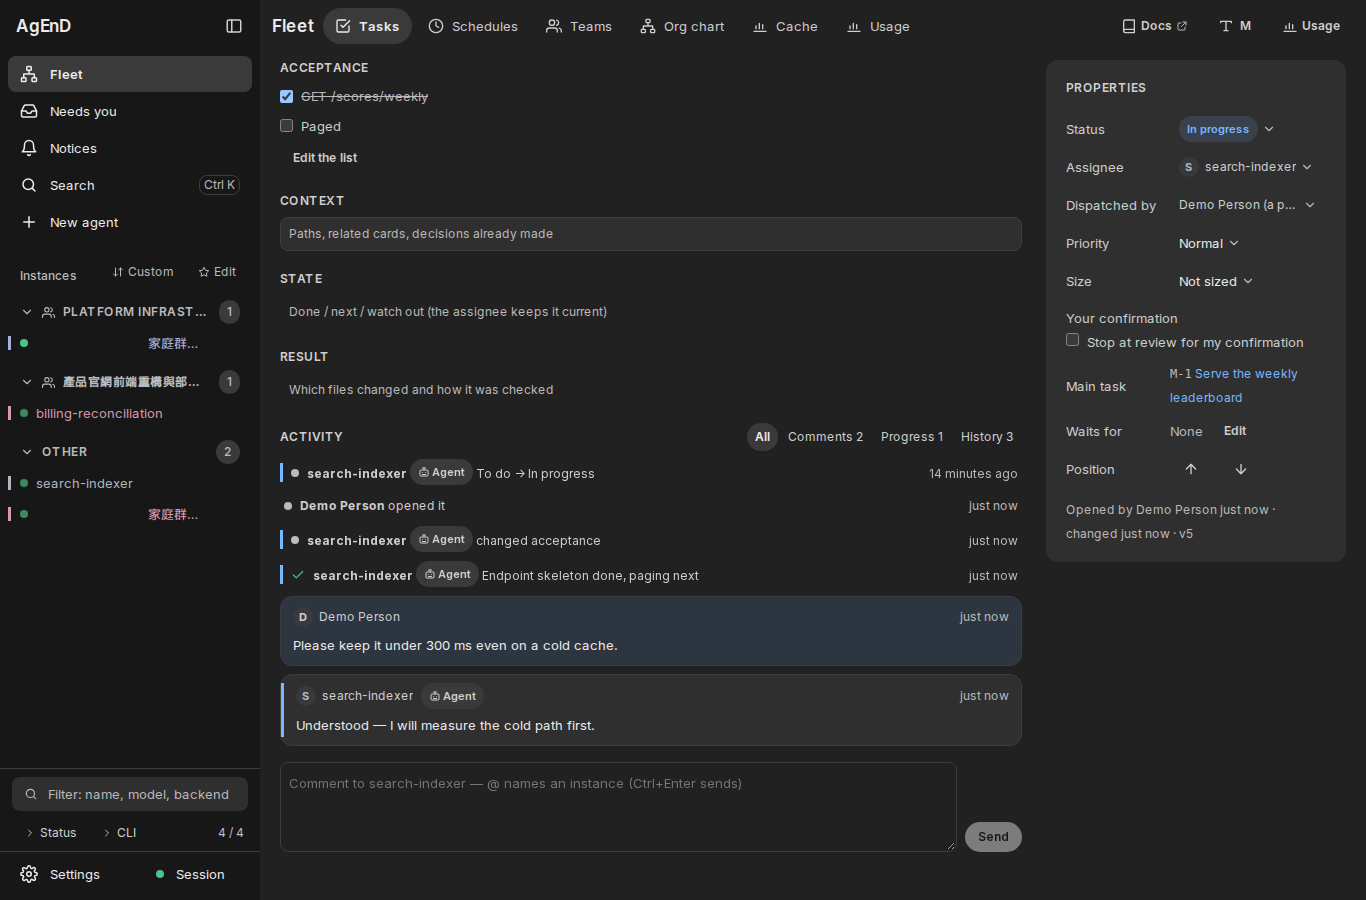 AgEnD
Fleet
Needs you
Notices
Search
Ctrl K
New agent
Instances
Custom
Edit
PLATFORM INFRAST...
1
家庭群...
產品官網前端重構與部...
1
billing-reconciliation
OTHER
2
search-indexer
家庭群...
Filter: name, model, backend
Status
CLI
4 / 4
Settings
Session
Fleet
Tasks
Schedules
Teams
Org chart
Cache
Usage
Docs
M
Usage
ACCEPTANCE
GET /scores/weekly
Paged
Edit the list
CONTEXT
Paths, related cards, decisions already made
STATE
Done / next / watch out (the assignee keeps it current)
RESULT
Which files changed and how it was checked
ACTIVITY
All
Comments 2
Progress 1
History 3
search-indexer Agent To do → In progress
14 minutes ago
Demo Person opened it
just now
search-indexer Agent changed acceptance
just now
search-indexer Agent Endpoint skeleton done, paging next
just now
D Demo Person
just now
Please keep it under 300 ms even on a cold cache.
S search-indexer Agent
just now
Understood — I will measure the cold path first.
Comment to search-indexer — @ names an instance (Ctrl+Enter sends)
Send
PROPERTIES
Status
In progress
Assignee
S search-indexer
Dispatched by
Demo Person (a p...
Priority
Normal
Size
Not sized
Your confirmation
Stop at review for my confirmation
Main task
M-1 Serve the weekly
leaderboard
Waits for
None
Edit
Position
Opened by Demo Person just now ·
changed just now · v5